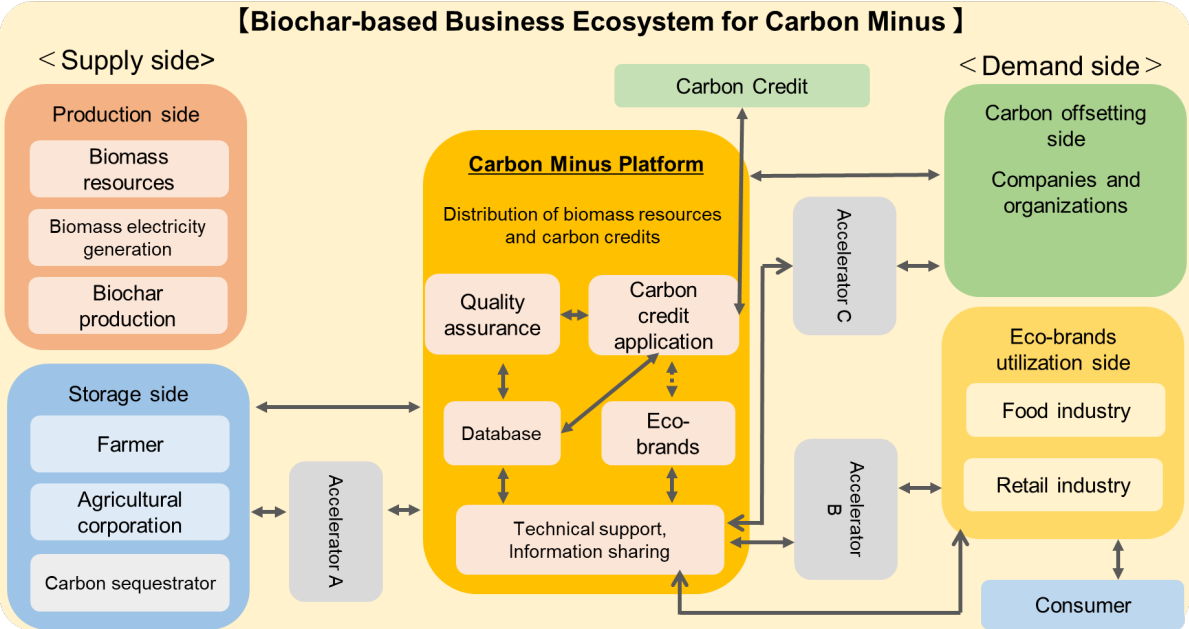 【Biochar-based Business Ecosystem for Carbon Minus】
＜Supply side>
Production side
Biomass
resources
Biomass electricity
generation
Biochar
production
Storage side
Farmer
Agricultural
corporation
Carbon sequestrator
Accelerator A
Carbon Credit
Carbon Minus Platform
Distribution of biomass resources
and carbon credits
Quality
assurance
Carbon
credit
application
Database
Eco-
brands
Technical support,
Information sharing
Accelerator C
Accelerator
B
＜Demand side＞
Carbon offsetting
side
Companies and
organizations
Eco-brands
utilization side
Food industry
Retail industry
Consumer